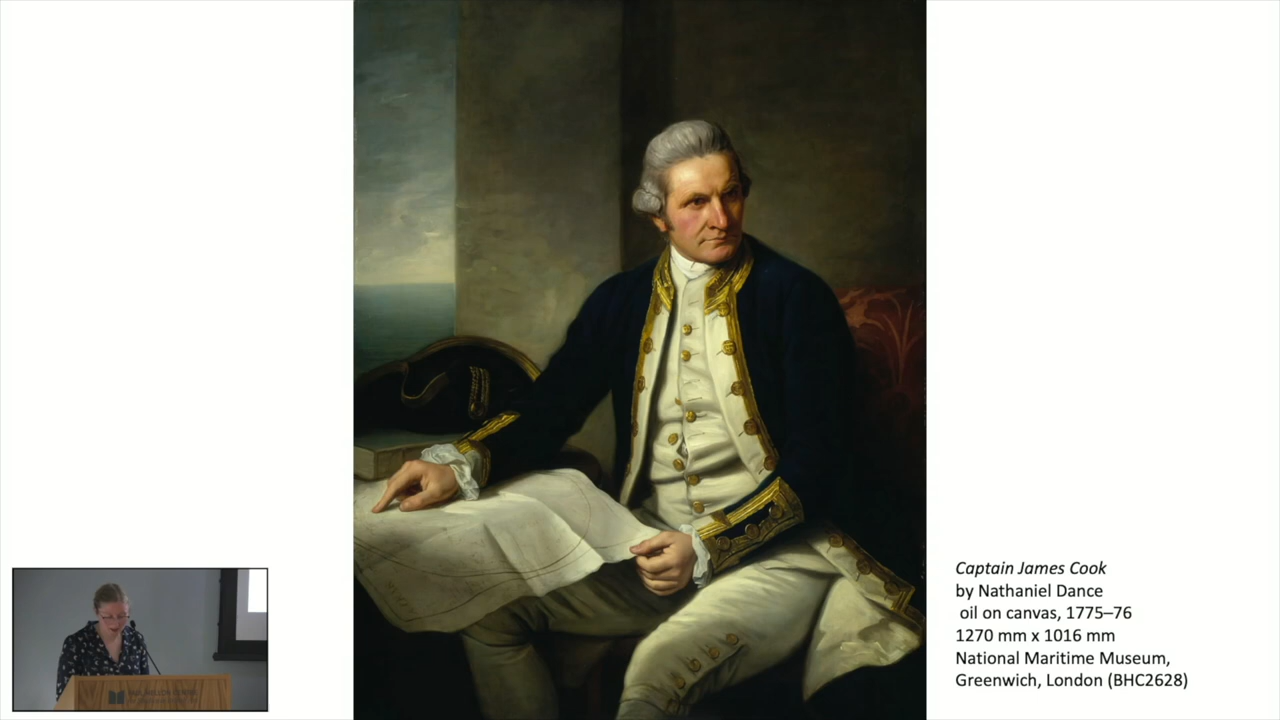 Captain James Cook
by Nathaniel Dance
oil on canvas, 1775–76
1270 mm x 1016 mm
National Maritime Museum,
Greenwich, London (BHC2628)